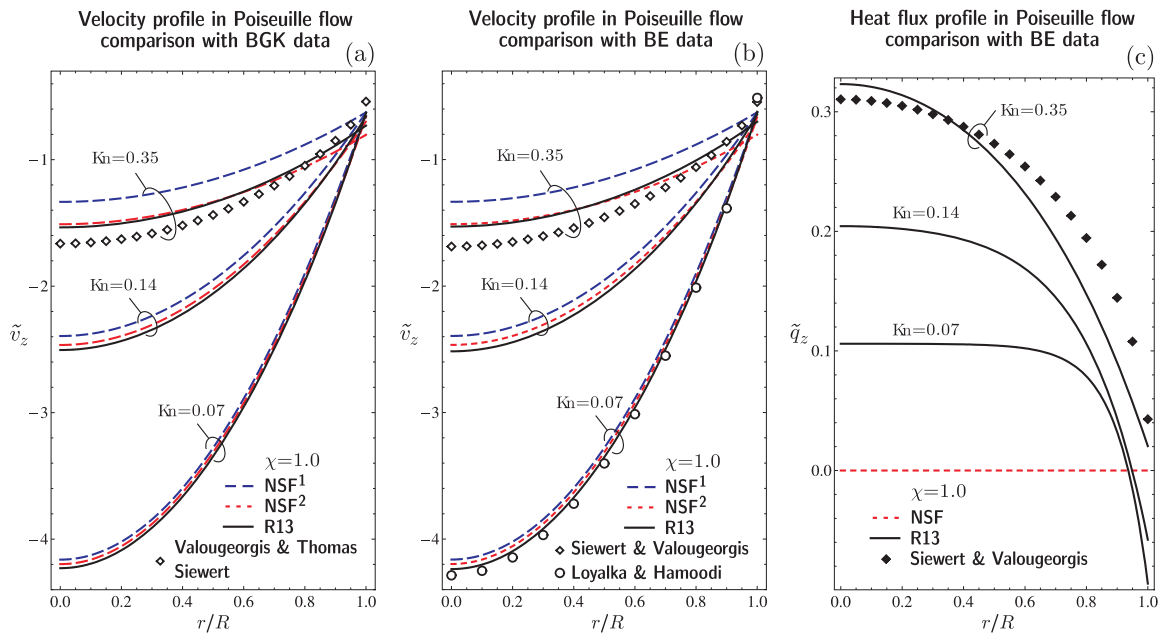 Velocity profile in Poiseuille flow
comparison with BGK data
(a)
Kn=0.35
Kn=0.14
Kn=0.07
χ=1.0
NSF¹
NSF²
R13
Valougeorgis & Thomas
Siewert
−1
−2
−3
−4
ṽ_z
0.0 0.2 0.4 0.6 0.8 1.0
r/R
Velocity profile in Poiseuille flow
comparison with BE data
(b)
Kn=0.35
Kn=0.14
Kn=0.07
χ=1.0
NSF¹
NSF²
R13
Siewert & Valougeorgis
Loyalka & Hamoodi
−1
−2
−3
−4
ṽ_z
0.0 0.2 0.4 0.6 0.8 1.0
r/R
Heat flux profile in Poiseuille flow
comparison with BE data
(c)
Kn=0.35
Kn=0.14
Kn=0.07
χ=1.0
NSF
R13
Siewert & Valougeorgis
0.3
0.2
0.1
0.0
q̃_z
0.0 0.2 0.4 0.6 0.8 1.0
r/R